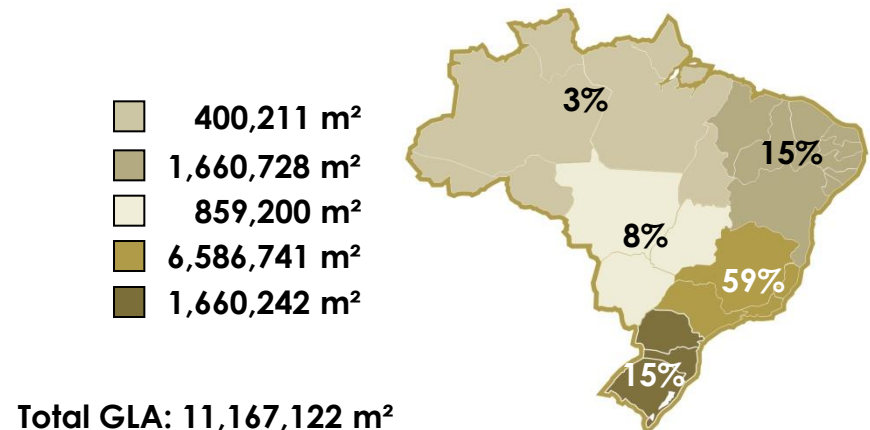 400,211 m²
1,660,728 m²
859,200 m²
6,586,741 m²
1,660,242 m²
Total GLA: 11,167,122 m²
3%
15%
8%
59%
15%